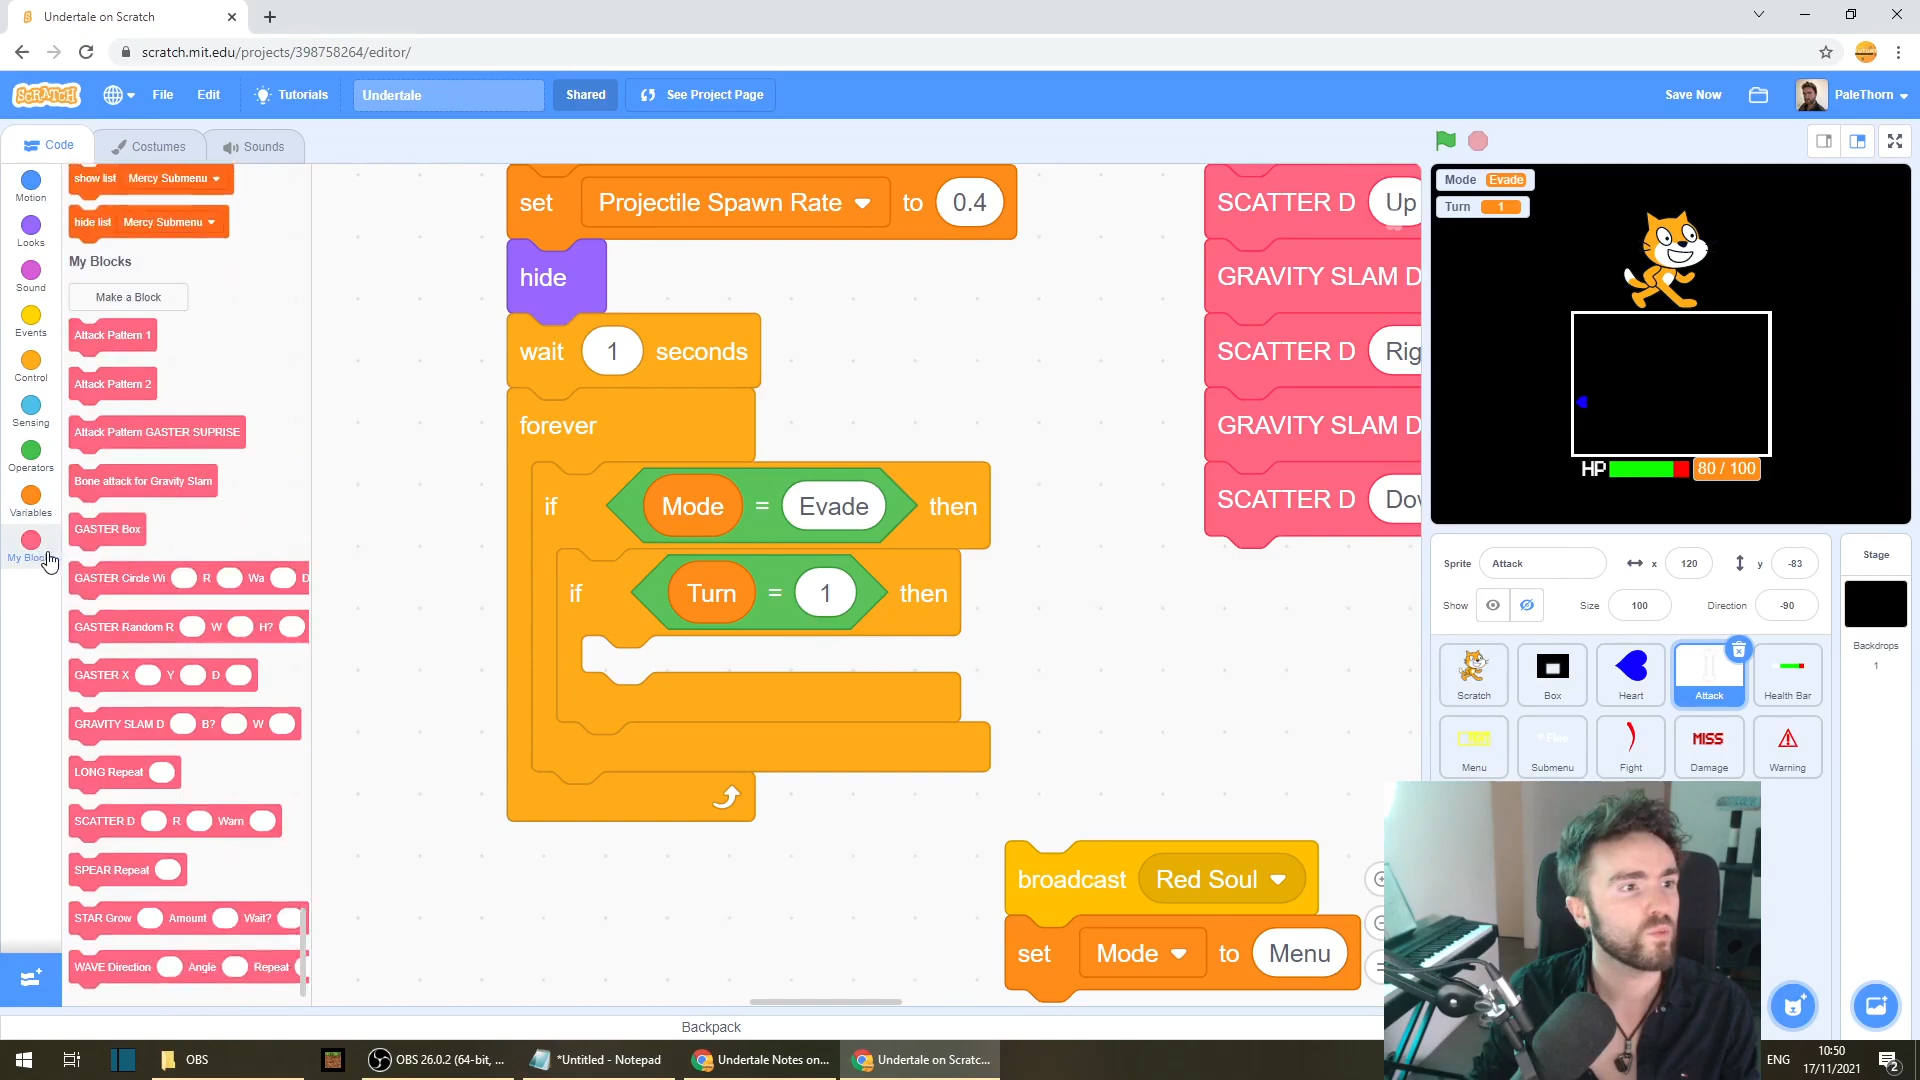 Undertale on Scratch
scratch.mit.edu/projects/398758264/editor/
SCRATCH
File
Edit
Tutorials
Undertale
Shared
See Project Page
Save Now
PaleThorn
Code
Costumes
Sounds
Motion
Looks
Sound
Events
Control
Sensing
Operators
Variables
My Blocks
show list Mercy Submenu
hide list Mercy Submenu
My Blocks
Make a Block
Attack Pattern 1
Attack Pattern 2
Attack Pattern GASTER SUPRISE
Bone attack for Gravity Slam
GASTER Box
GASTER Circle Wi R Wa D
GASTER Random R W H?
GASTER X Y D
GRAVITY SLAM D B? W
LONG Repeat
SCATTER D R Warn
SPEAR Repeat
STAR Grow Amount Wait?
WAVE Direction Angle Repeat
set Projectile Spawn Rate to 0.4
hide
wait 1 seconds
forever
if Mode = Evade then
if Turn = 1 then
SCATTER D Up
GRAVITY SLAM D
SCATTER D Rig
GRAVITY SLAM D
SCATTER D Dov
broadcast Red Soul
set Mode to Menu
Mode Evade
Turn 1
HP 80 / 100
Sprite Attack x 120 y -83
Show Size 100 Direction -90
Scratch
Box
Heart
Attack
Health Bar
Menu
Submenu
Fight
MISS
Damage
Warning
Stage
Backdrops
1
Backpack
OBS
OBS 26.0.2 (64-bit, ...
*Untitled - Notepad
Undertale Notes on...
Undertale on Scratc...
ENG
10:50
17/11/2021
2